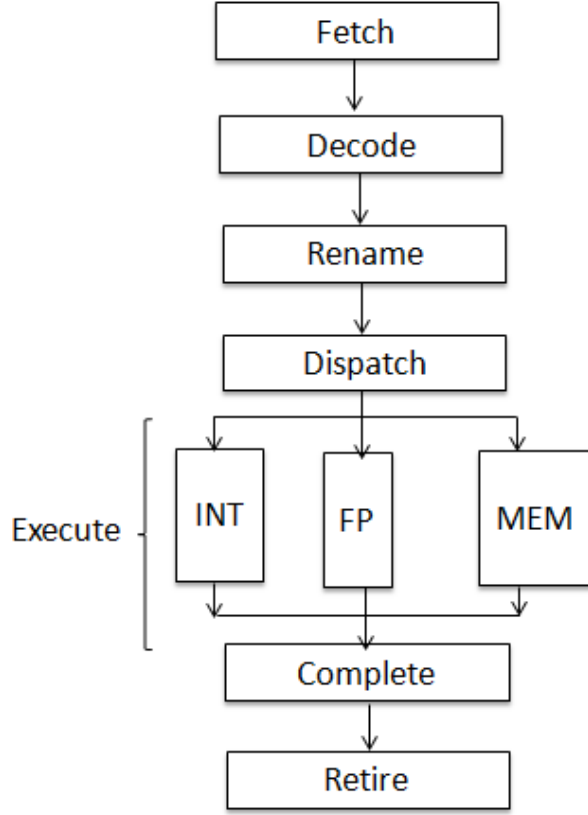 Fetch
Decode
Rename
Dispatch
Execute
INT
FP
MEM
Complete
Retire